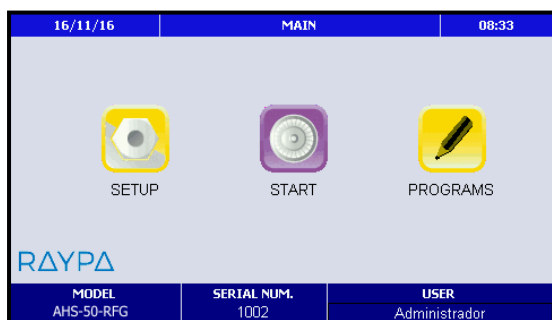 16/11/16 MAIN 08:33
SETUP START PROGRAMS
RAYPA
MODEL SERIAL NUM. USER
AHS-50-RFG 1002 Administrador